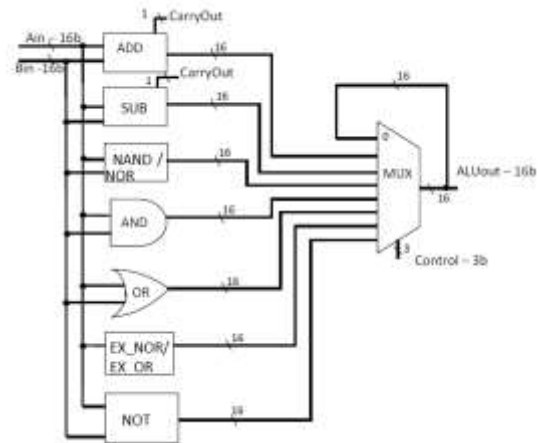 1 CarryOut
Ain - 16b
ADD
16
Bin -16b
1 CarryOut
16
SUB
16
0
NAND /
NOR
16
MUX
16
ALUout – 16b
AND
16
3
Control – 3b
OR
16
EX_NOR/
EX_OR
16
NOT
16